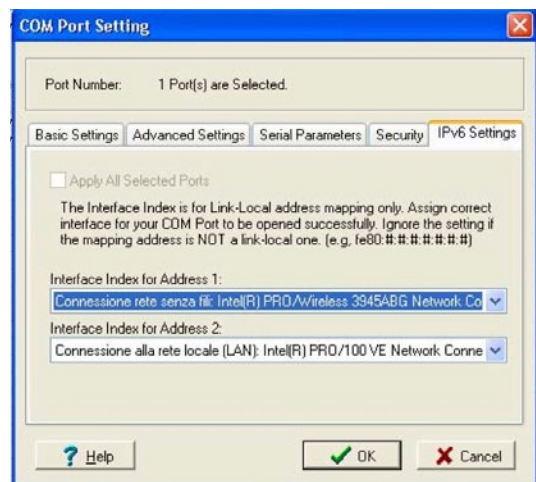 COM Port Setting
Port Number: 1 Port(s) are Selected.
Basic Settings Advanced Settings Serial Parameters Security IPv6 Settings
Apply All Selected Ports
The Interface Index is for Link-Local address mapping only. Assign correct
interface for your COM Port to be opened successfully. Ignore the setting if
the mapping address is NOT a link-local one. (e.g, fe80:#:#:#:#:#:#:#)
Interface Index for Address 1:
Connessione rete senza fili: Intel(R) PRO/Wireless 3945ABG Network Co
Interface Index for Address 2:
Connessione alla rete locale (LAN): Intel(R) PRO/100 VE Network Conne
? Help OK Cancel